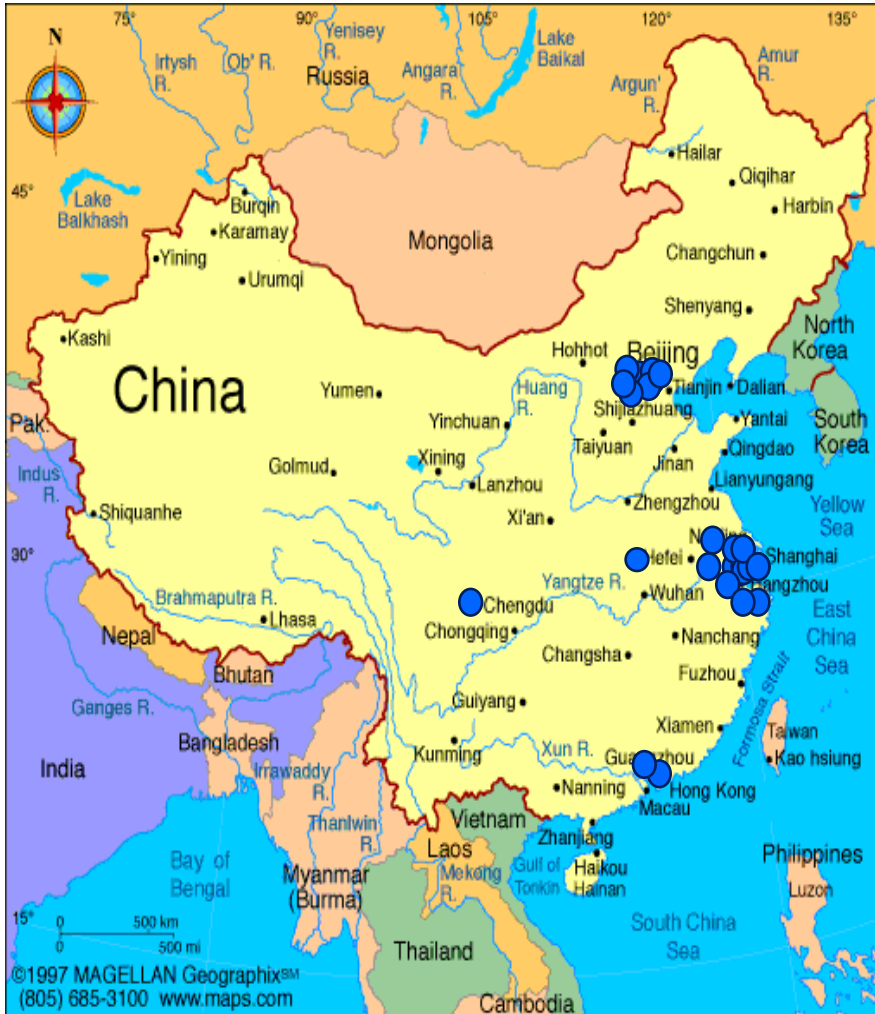 75°
90°
105°
120°
135°
N
Irtysh
R.
Ob' R.
Yenisey
R.
Russia
Angara
R.
Lake
Baikal
Argun'
R.
Amur
R.
45°
Lake
Balkhash
Burqin
Karamay
Yining
Urumqi
Kashi
Mongolia
Hailar
Qiqihar
Harbin
Changchun
Shenyang
North
Korea
China
Hohhot
Beijing
Tianjin
Dalian
Yumen
Huang
R.
Shijiazhuang
Yantai
South
Korea
Pak.
Yinchuan
Taiyuan
Jinan
Qingdao
Golmud
Xining
Lanzhou
Lianyungang
Indus
R.
Shiquanhe
Xi'an
Zhengzhou
Yellow
Sea
30°
Hefei
Shanghai
Yangtze R.
Brahmaputra R.
Chengdu
Wuhan
East
China
Sea
Lhasa
Chongqing
Nanchang
Nepal
Changsha
Bhutan
Fuzhou
Ganges R.
Guiyang
Formosa Strait
Xiamen
Taiwan
Bangladesh
Kunming
Xun R.
Kao hsiung
India
Irrawaddy
R.
Nanning
Hong Kong
Macau
Thanlwin
R.
Vietnam
Zhanjiang
Laos
Bay of
Bengal
Myanmar
(Burma)
Mekong
R.
Gulf of
Tonkin
Haikou
Hainan
Philippines
Luzon
15°
0 500 km
0 500 mi
South China
Sea
Thailand
©1997 MAGELLAN Geographix℠
(805) 685-3100 www.maps.com
Cambodia